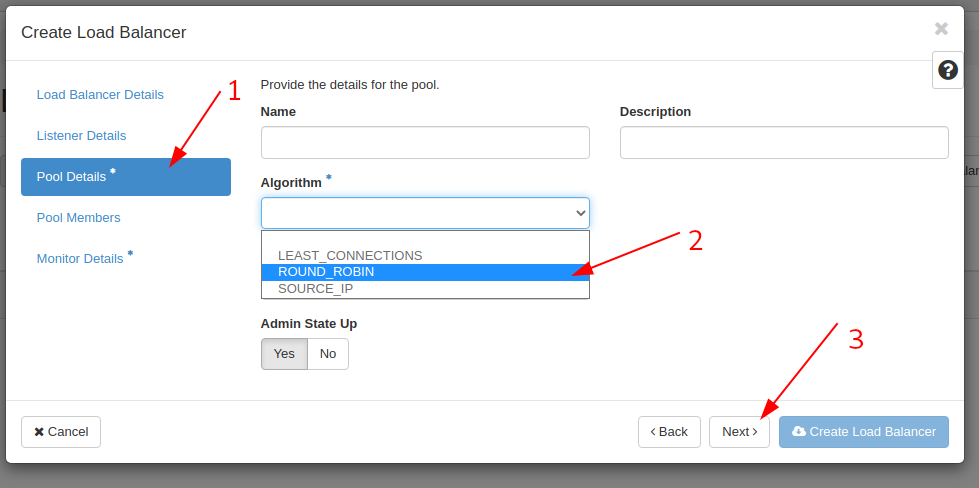 Create Load Balancer
Load Balancer Details
Listener Details
Pool Details *
Pool Members
Monitor Details *
Provide the details for the pool.
Name
Description
Algorithm *
LEAST_CONNECTIONS
ROUND_ROBIN
SOURCE_IP
Admin State Up
Yes No
1
2
3
Cancel
< Back
Next >
Create Load Balancer